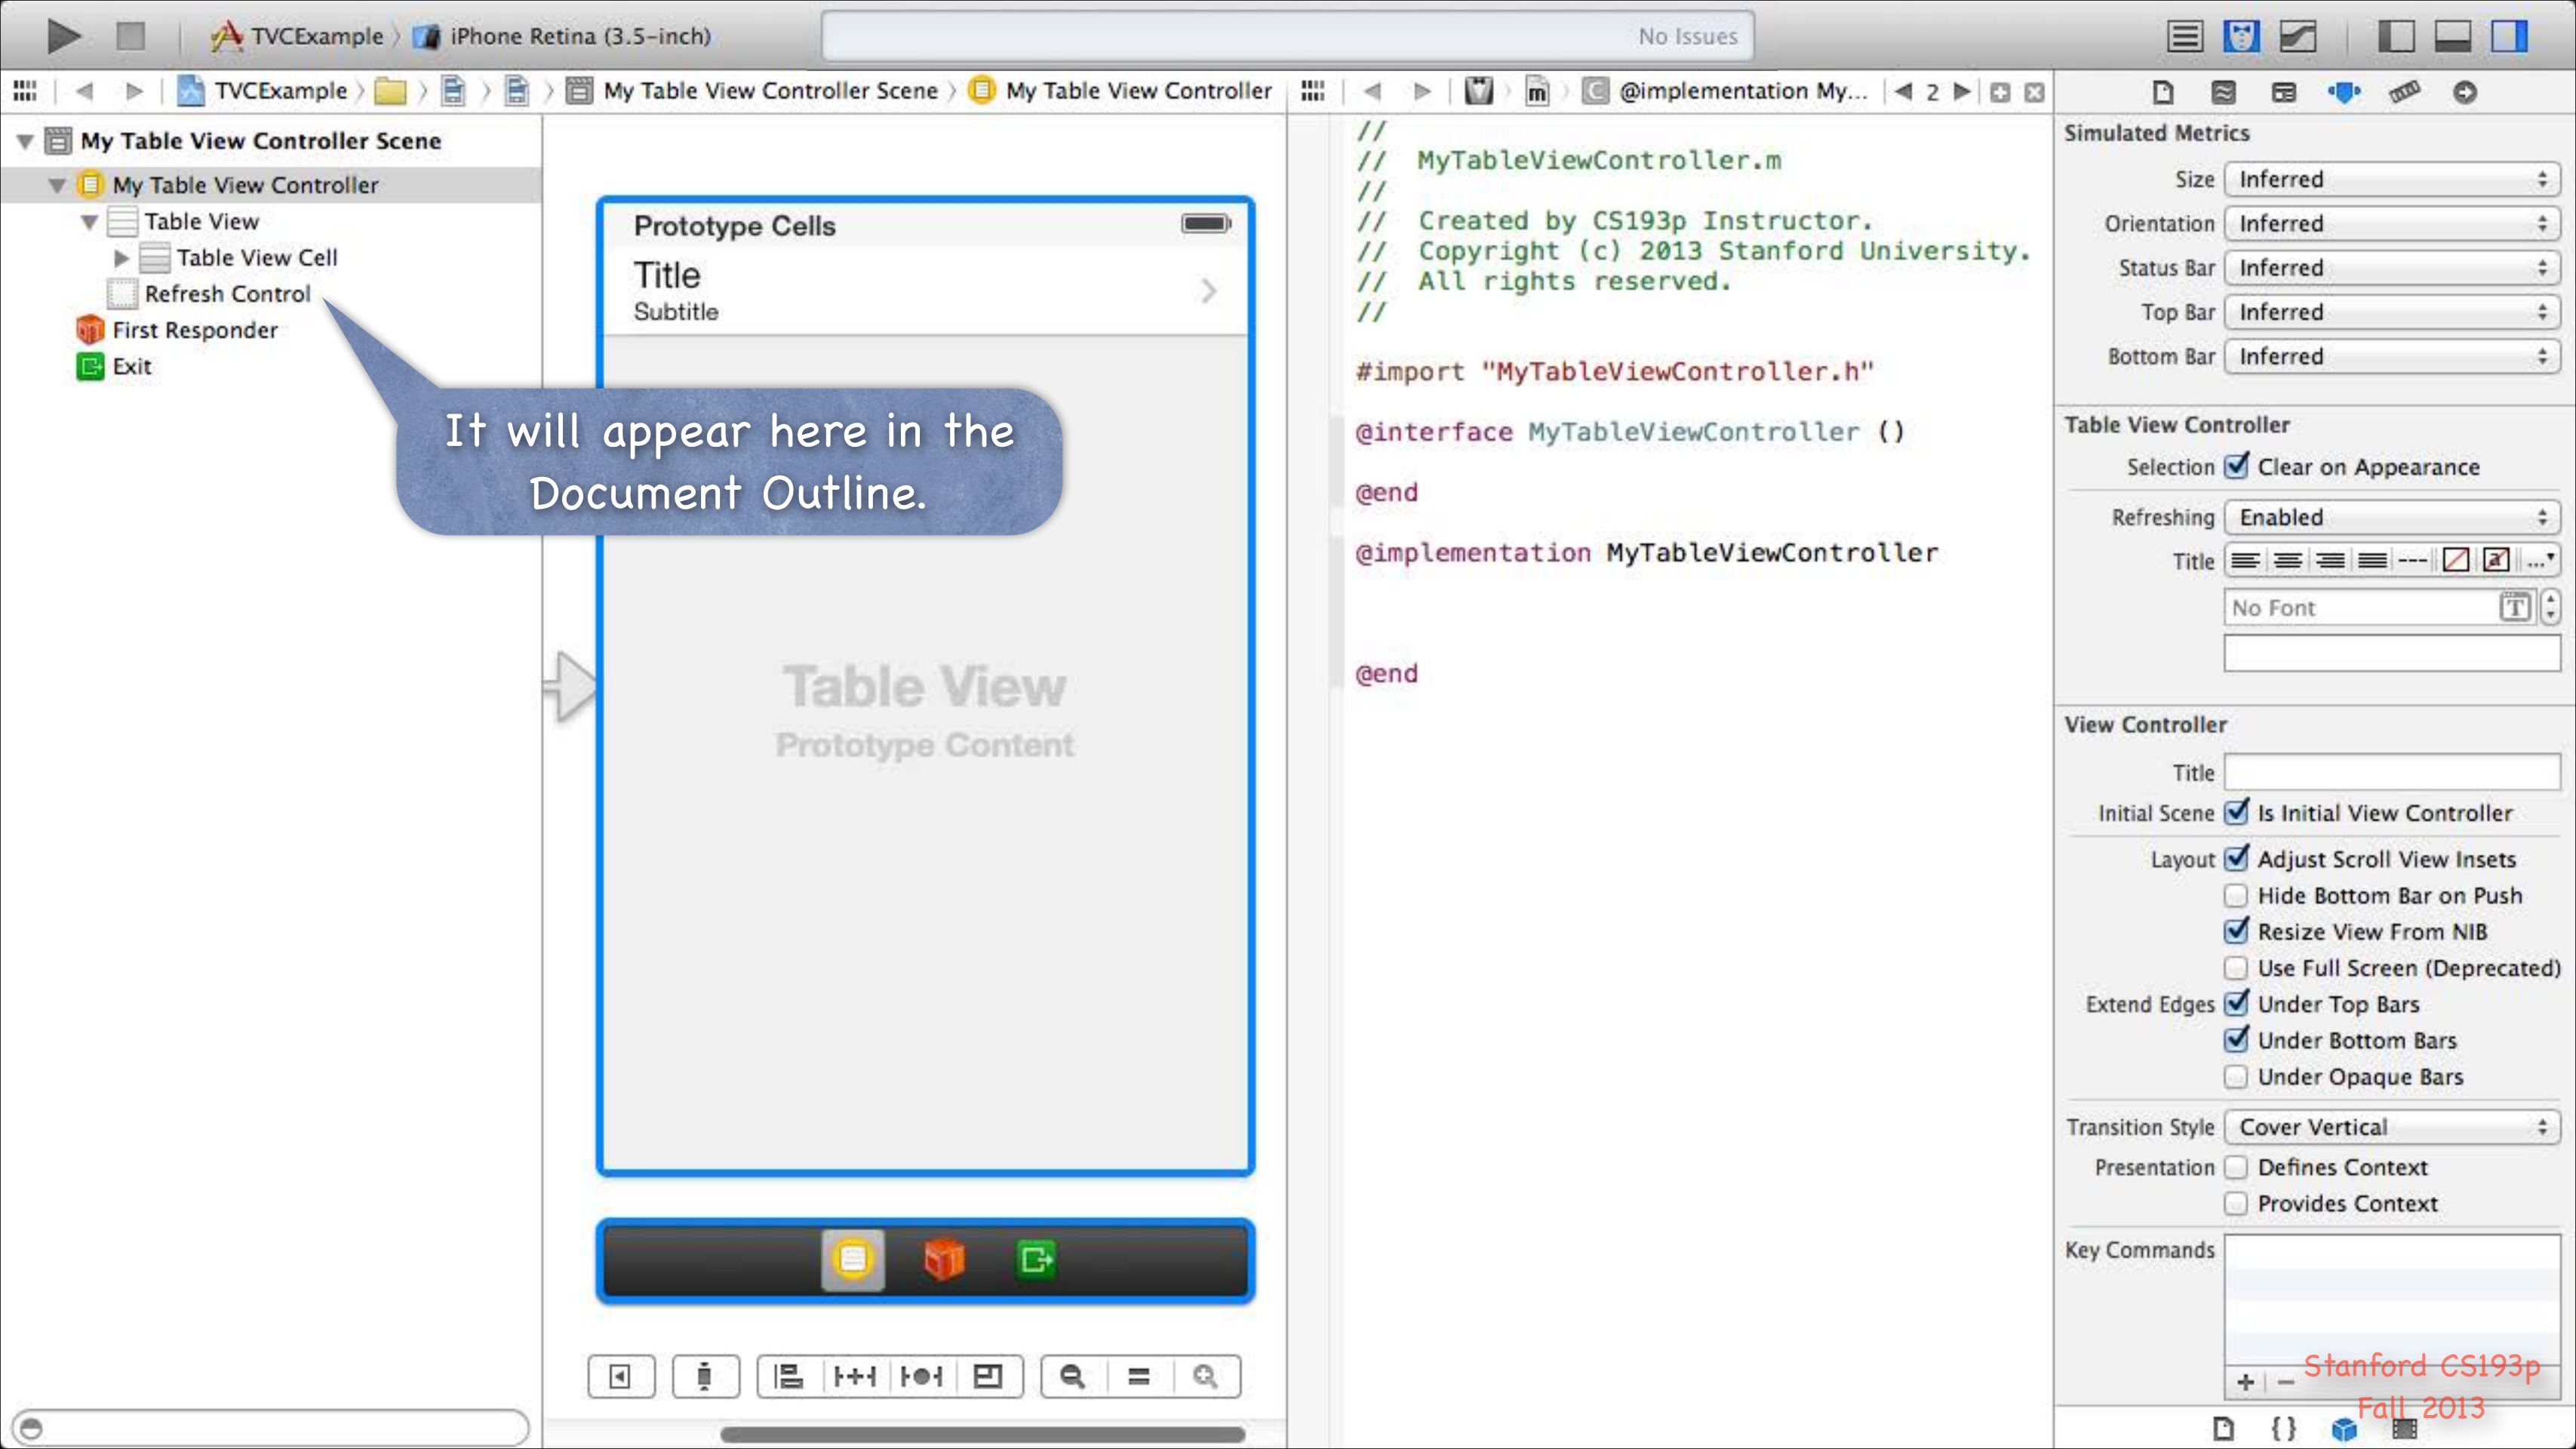 TVCExample
iPhone Retina (3.5-inch)
No Issues
TVCExample
My Table View Controller Scene
My Table View Controller
m
C
@implementation My...
2
My Table View Controller Scene
My Table View Controller
Table View
Table View Cell
Refresh Control
First Responder
Exit
It will appear here in the
Document Outline.
Prototype Cells
Title
Subtitle
Table View
Prototype Content
//
// MyTableViewController.m
//
// Created by CS193p Instructor.
// Copyright (c) 2013 Stanford University.
// All rights reserved.
//
#import "MyTableViewController.h"
@interface MyTableViewController ()
@end
@implementation MyTableViewController
@end
Simulated Metrics
Size Inferred
Orientation Inferred
Status Bar Inferred
Top Bar Inferred
Bottom Bar Inferred
Table View Controller
Selection Clear on Appearance
Refreshing Enabled
Title
No Font
View Controller
Title
Initial Scene Is Initial View Controller
Layout Adjust Scroll View Insets
Hide Bottom Bar on Push
Resize View From NIB
Use Full Screen (Deprecated)
Extend Edges Under Top Bars
Under Bottom Bars
Under Opaque Bars
Transition Style Cover Vertical
Presentation Defines Context
Provides Context
Key Commands
Stanford CS193p
Fall 2013